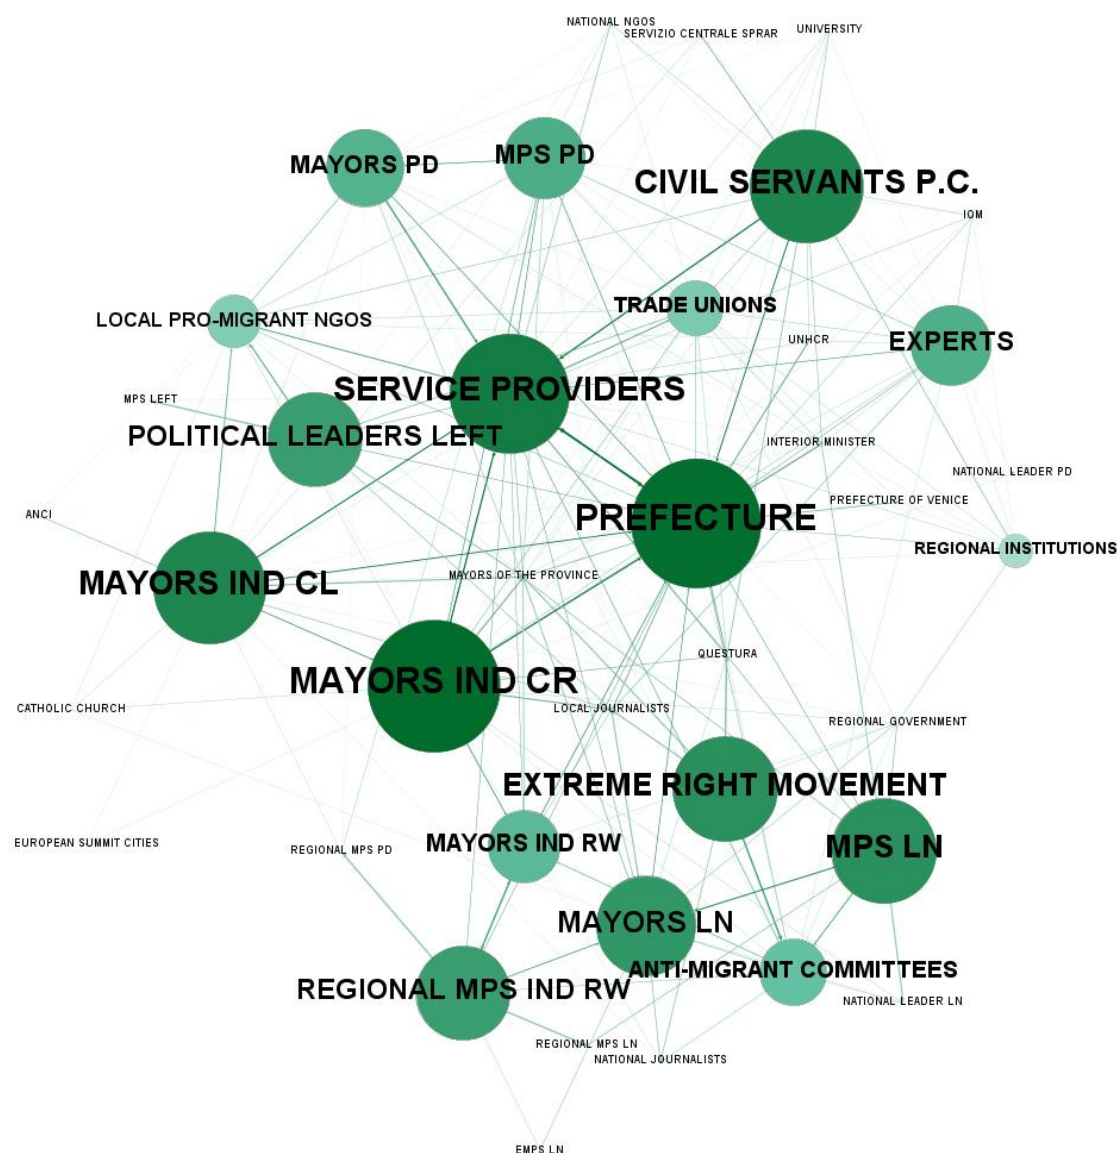 NATIONAL NGOS
SERVIZIO CENTRALE SPRAR
UNIVERSITY
MAYORS PD
MPS PD
CIVIL SERVANTS P.C.
IOM
LOCAL PRO-MIGRANT NGOS
TRADE UNIONS
UNHCR
EXPERTS
SERVICE PROVIDERS
MPS LEFT
POLITICAL LEADERS LEFT
INTERIOR MINISTER
NATIONAL LEADER PD
PREFECTURE OF VENICE
ANCI
PREFECTURE
REGIONAL INSTITUTIONS
MAYORS IND CL
MAYORS OF THE PROVINCE
QUESTURA
MAYORS IND CR
CATHOLIC CHURCH
LOCAL JOURNALISTS
REGIONAL GOVERNMENT
EXTREME RIGHT MOVEMENT
EUROPEAN SUMMIT CITIES
REGIONAL MPS PD
MAYORS IND RW
MPS LN
MAYORS LN
ANTI-MIGRANT COMMITTEES
REGIONAL MPS IND RW
NATIONAL LEADER LN
REGIONAL MPS LN
NATIONAL JOURNALISTS
EMPS LN